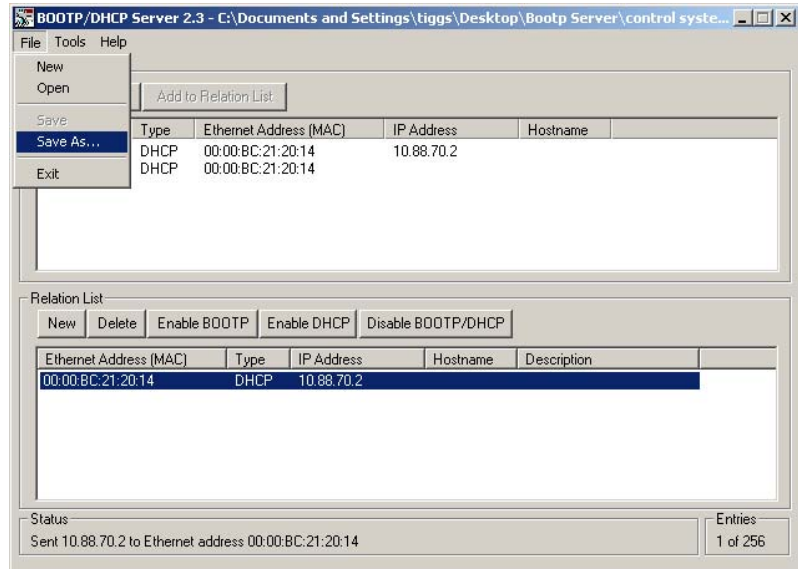 BOOTP/DHCP Server 2.3 - C:\Documents and Settings\tiggs\Desktop\Bootp Server\control syste...
File Tools Help
New
Open
Save
Save As...
Exit
Add to Relation List
Type Ethernet Address (MAC) IP Address Hostname
DHCP 00:00:BC:21:20:14 10.88.70.2
DHCP 00:00:BC:21:20:14
Relation List
New Delete Enable BOOTP Enable DHCP Disable BOOTP/DHCP
Ethernet Address (MAC) Type IP Address Hostname Description
00:00:BC:21:20:14 DHCP 10.88.70.2
Status
Sent 10.88.70.2 to Ethernet address 00:00:BC:21:20:14
Entries
1 of 256